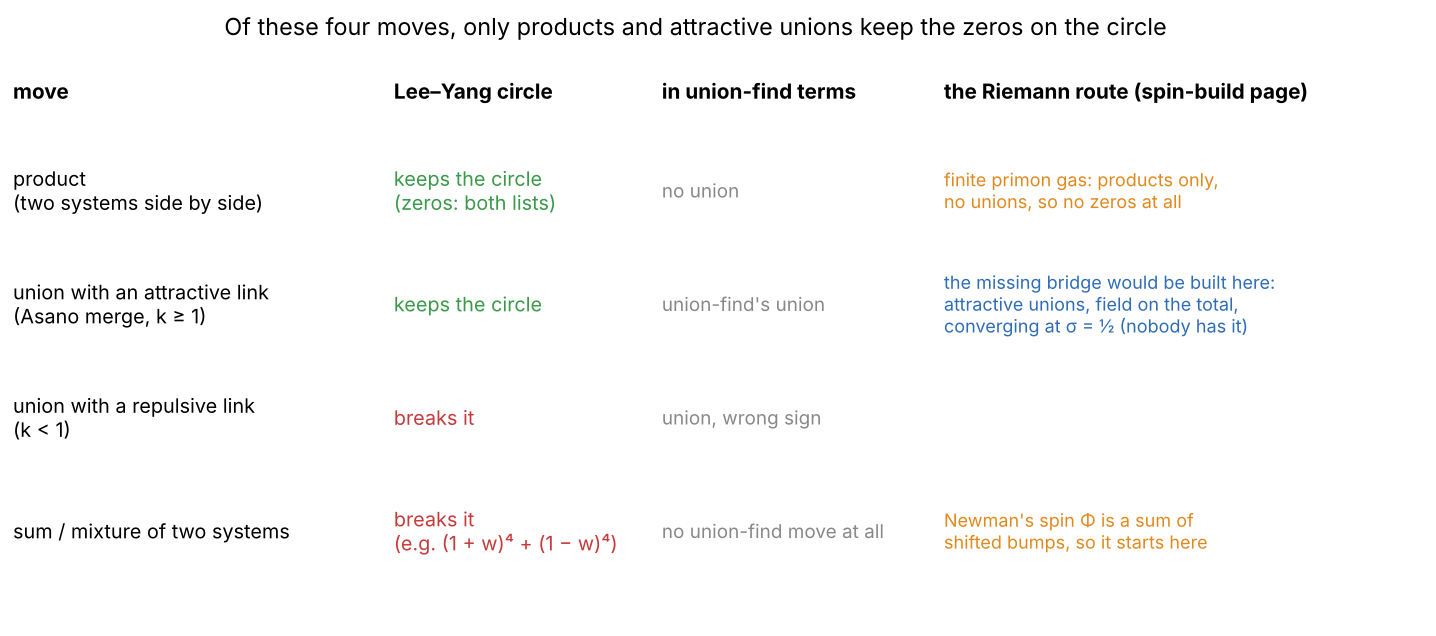 Of these four moves, only products and attractive unions keep the zeros on the circle
move
Lee–Yang circle
in union-find terms
the Riemann route (spin-build page)
product
(two systems side by side)
keeps the circle
(zeros: both lists)
no union
finite primon gas: products only,
no unions, so no zeros at all
union with an attractive link
(Asano merge, k ≥ 1)
keeps the circle
union-find's union
the missing bridge would be built here:
attractive unions, field on the total,
converging at σ = ½ (nobody has it)
union with a repulsive link
(k < 1)
breaks it
union, wrong sign
sum / mixture of two systems
breaks it
(e.g. (1 + w)⁴ + (1 − w)⁴)
no union-find move at all
Newman's spin Φ is a sum of
shifted bumps, so it starts here